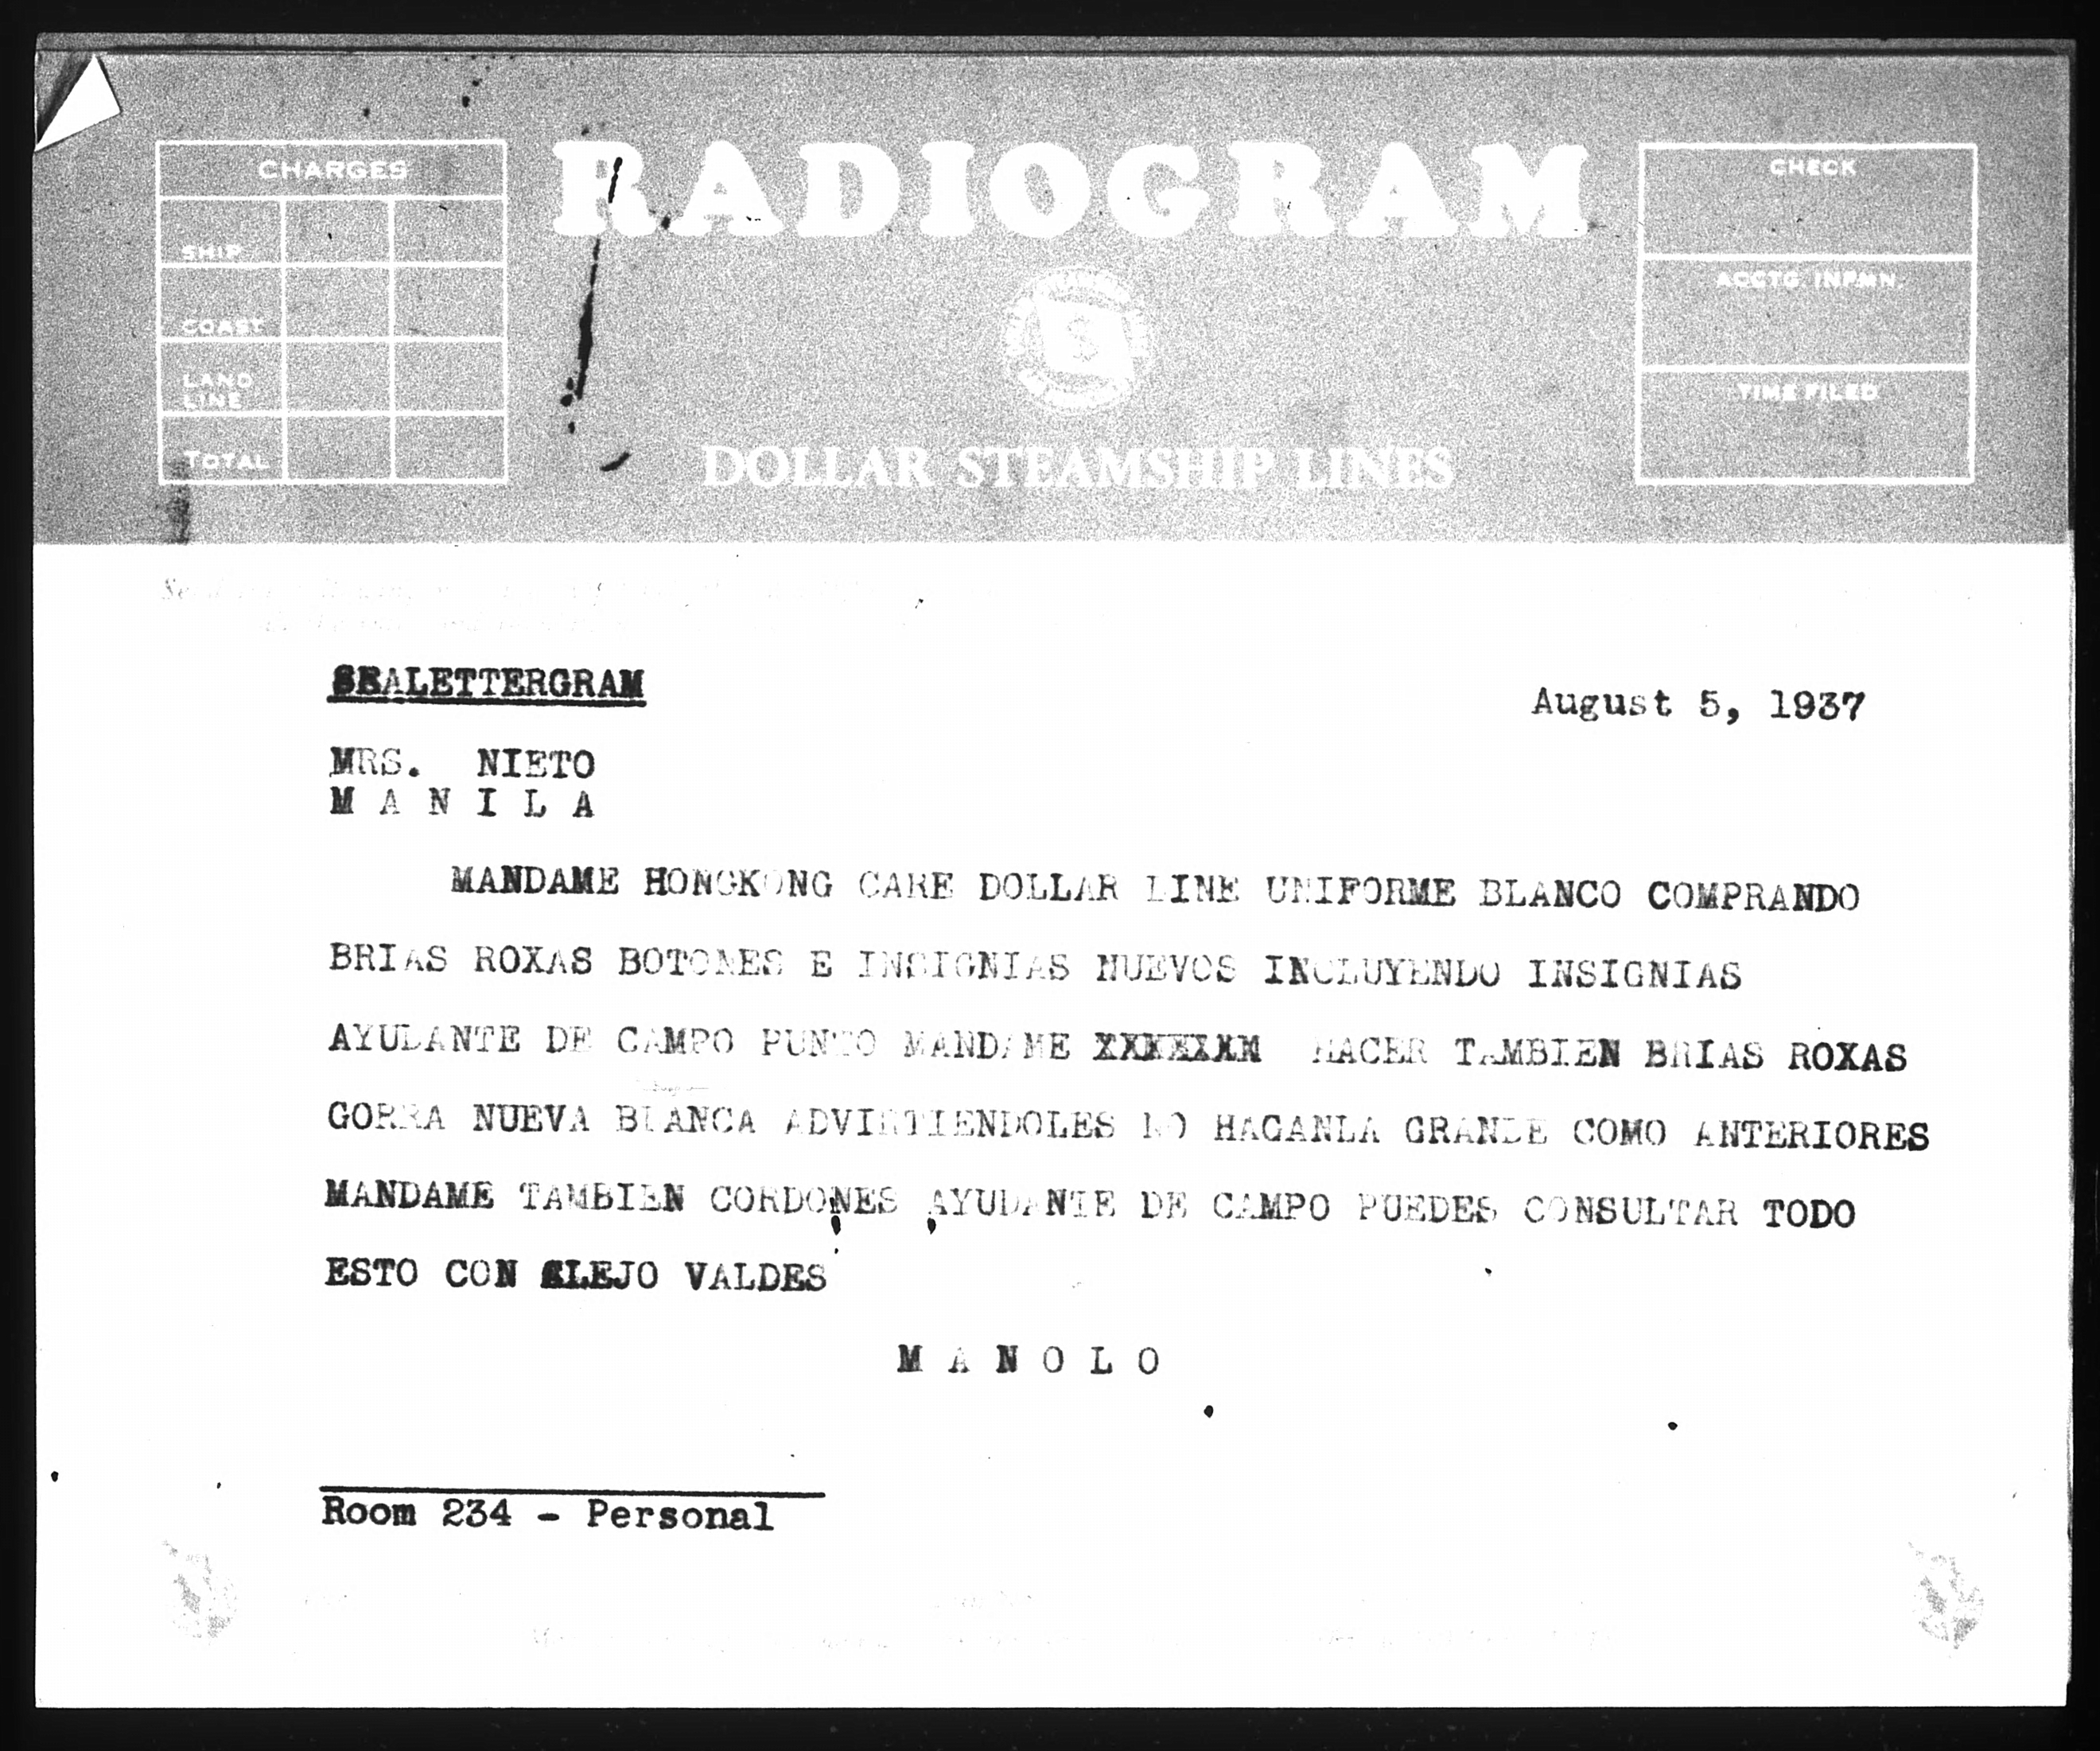 CHARGES
SHIP
COAST
LAND LINE
TOTAL
RADIOGRAM
DOLLAR STEAMSHIP LINES
CHECK
ACCTG. INFMN.
TIME FILED
SEALETTERGRAM
August 5, 1937
MRS. NIETO
M A N I L A
MANDAME HONGKONG CARE DOLLAR LINE UNIFORME BLANCO COMPRANDO
BRIAS ROXAS BOTONES E INSIGNIAS NUEVOS INCLUYENDO INSIGNIAS
AYUDANTE DE CAMPO PUNTO MANDAME XXXXXXX HACER TAMBIEN BRIAS ROXAS
GORRA NUEVA BLANCA ADVIRTIENDOLES NO HAGANLA GRANDE COMO ANTERIORES
MANDAME TAMBIEN CORDONES AYUDANTE DE CAMPO PUEDES CONSULTAR TODO
ESTO CON ALEJO VALDES
M A N O L O
Room 234 - Personal